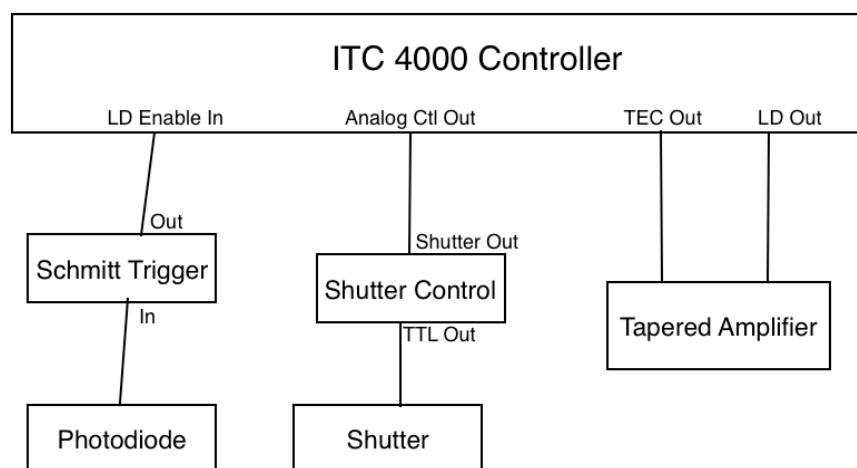 ITC 4000 Controller
LD Enable In
Analog Ctl Out
TEC Out
LD Out
Out
Schmitt Trigger
In
Photodiode
Shutter Out
Shutter Control
TTL Out
Shutter
Tapered Amplifier